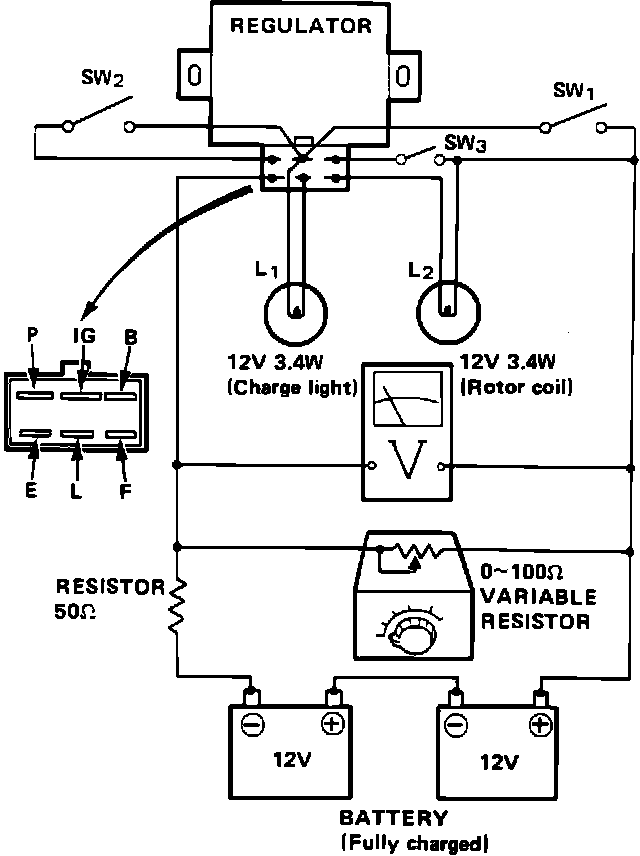 REGULATOR
SW2
SW1
SW3
L1
L2
12V 3.4W
(Charge light)
12V 3.4W
(Rotor coil)
P IG B
E L F
V
RESISTOR
50Ω
0~100Ω
VARIABLE
RESISTOR
− +
12V
− +
12V
BATTERY
(Fully charged)